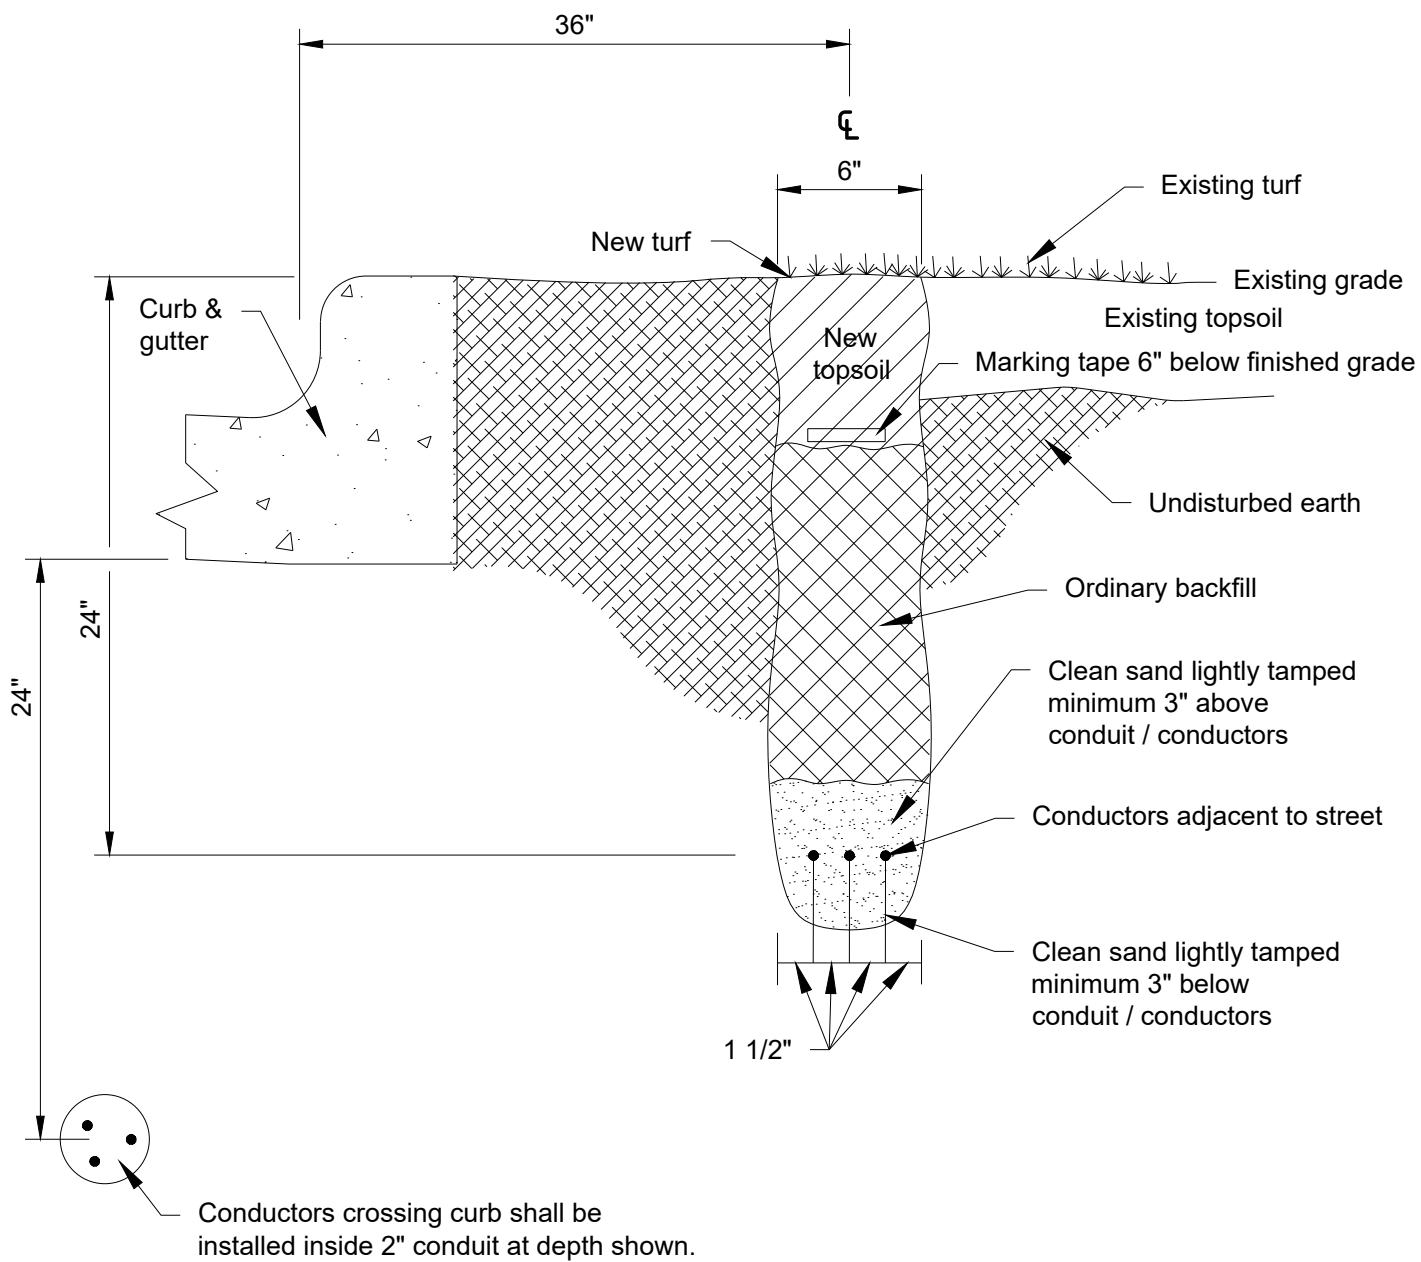 36"
℄
6"
Existing turf
New turf
Existing grade
Curb &
gutter
Existing topsoil
New
topsoil
Marking tape 6" below finished grade
Undisturbed earth
Ordinary backfill
24"
24"
Clean sand lightly tamped
minimum 3" above
conduit / conductors
Conductors adjacent to street
Clean sand lightly tamped
minimum 3" below
conduit / conductors
1 1/2"
Conductors crossing curb shall be
installed inside 2" conduit at depth shown.